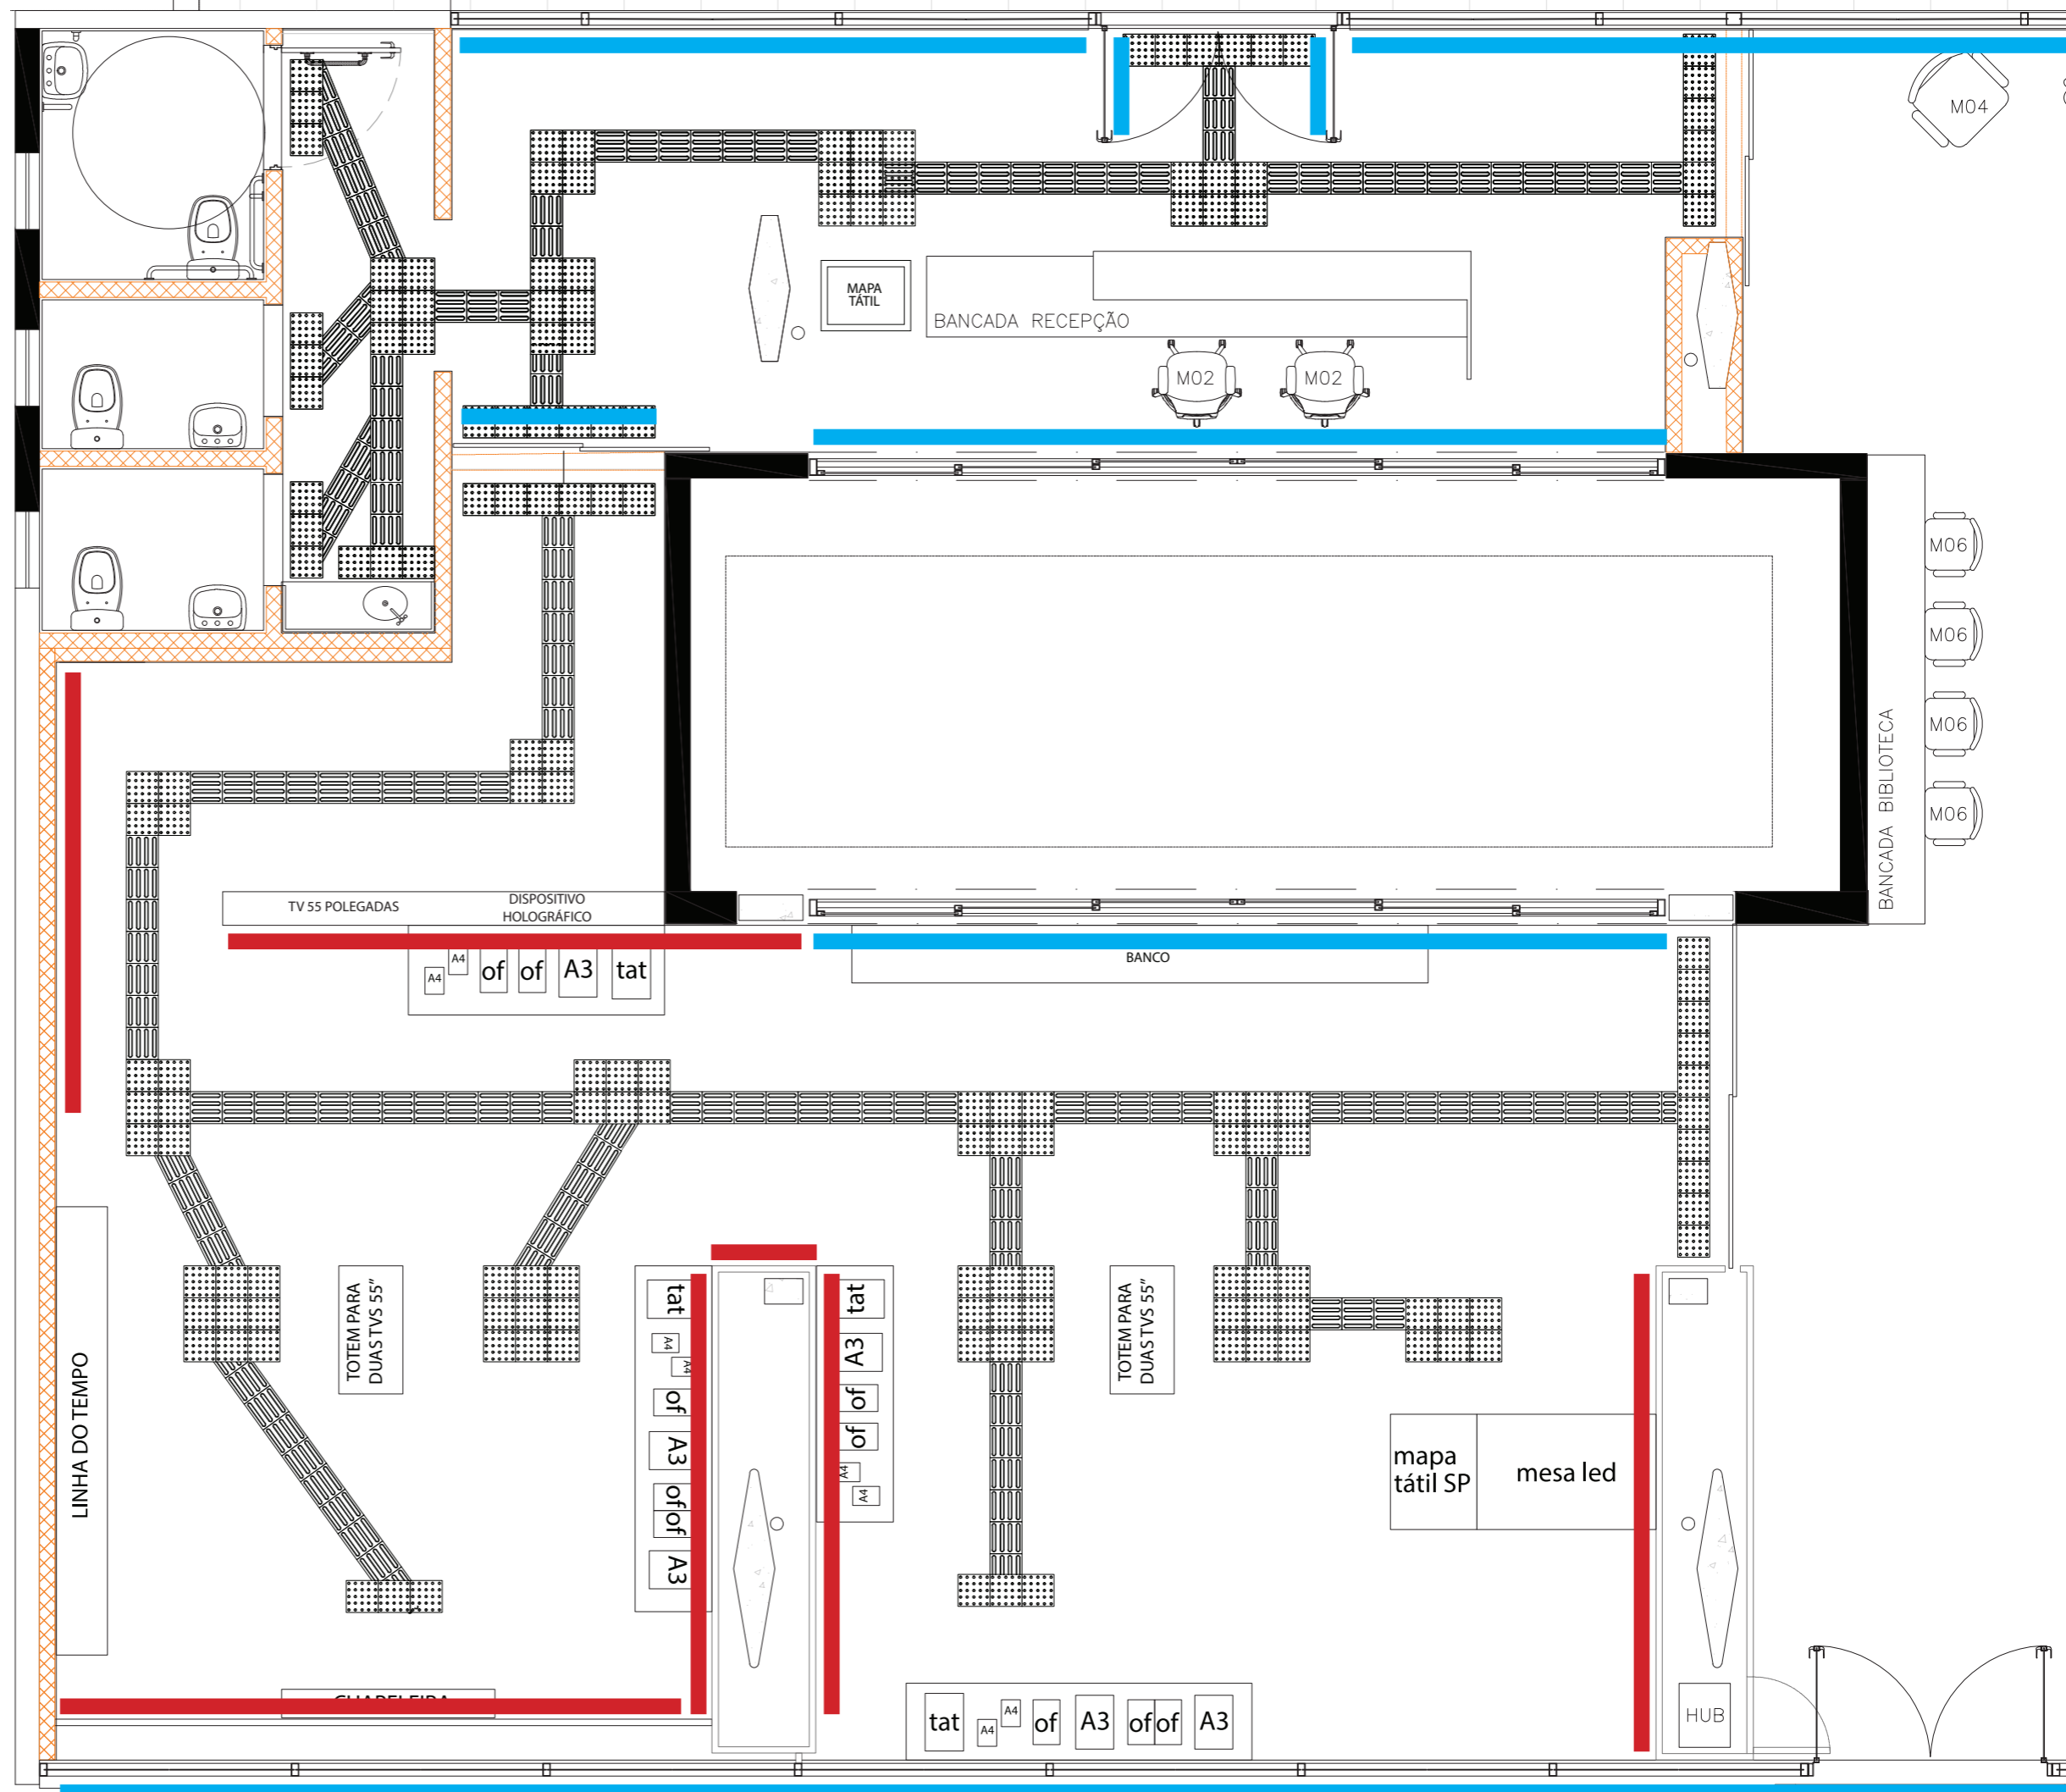 M04
MAPA
TÁTIL
BANCADA RECEPÇÃO
M02
M02
M06
M06
M06
M06
BANCADA BIBLIOTECA
TV 55 POLEGADAS
DISPOSITIVO
HOLOGRÁFICO
BANCO
A4
A4
of
of
A3
tat
LINHA DO TEMPO
TOTEM PARA
DUAS TVS 55"
tat
A4
A4
of
A3
of
of
A3
tat
A3
of
of
A4
A4
TOTEM PARA
DUAS TVS 55"
mapa
tátil SP
mesa led
CHAPELEIRA
tat
A4
A4
of
A3
of
of
A3
HUB